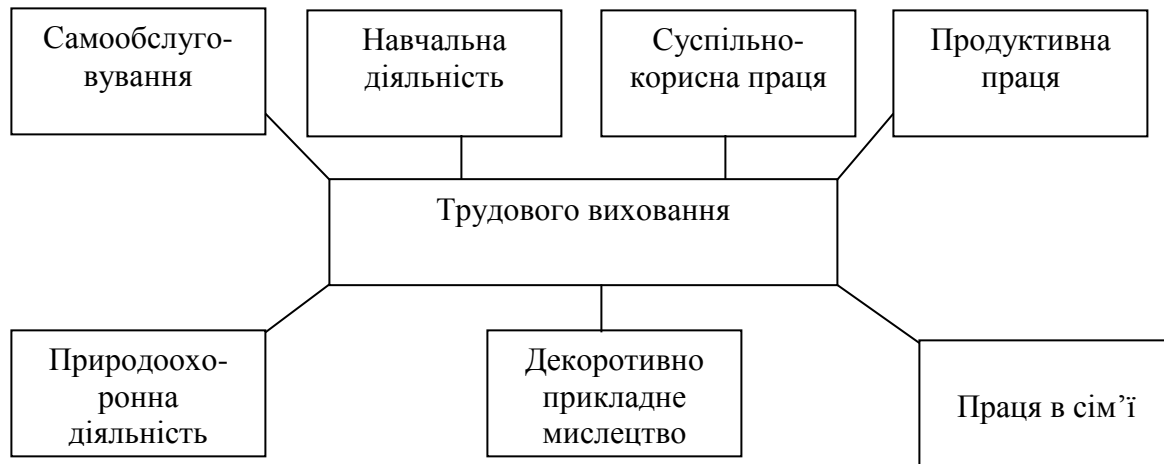 Самообслуго-
вування
Навчальна
діяльність
Суспільно-
корисна праця
Продуктивна
праця
Трудового виховання
Природоохо-
ронна
діяльність
Декоротивно
прикладне
мислецтво
Праця в сім’ї